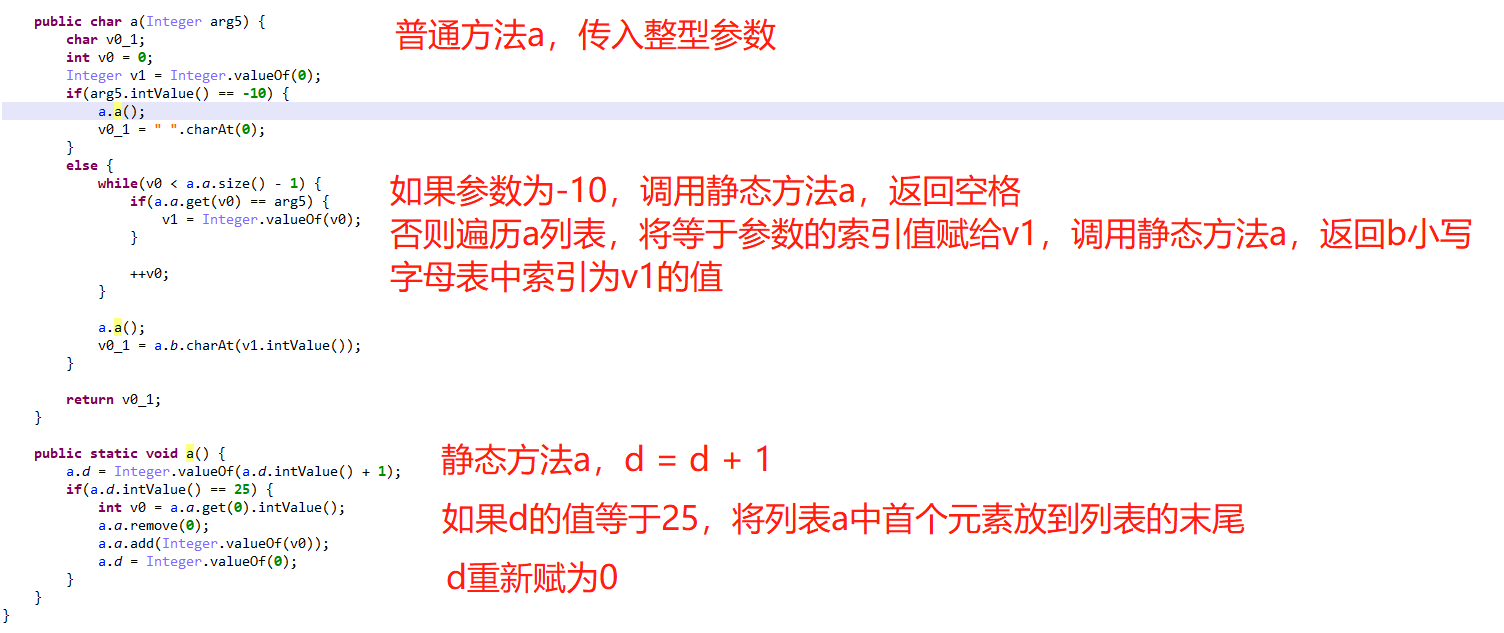 public char a(Integer arg5) {
普通方法a，传入整型参数
char v0_1;
int v0 = 0;
Integer v1 = Integer.valueOf(0);
if(arg5.intValue() == -10) {
a.a();
v0_1 = " ".charAt(0);
}
else {
while(v0 < a.a.size() - 1) {
if(a.a.get(v0) == arg5) {
v1 = Integer.valueOf(v0);
}
++v0;
}
a.a();
v0_1 = a.b.charAt(v1.intValue());
}
return v0_1;
}
如果参数为-10，调用静态方法a，返回空格
否则遍历a列表，将等于参数的索引值赋给v1，调用静态方法a，返回b小写
字母表中索引为v1的值
public static void a() {
a.d = Integer.valueOf(a.d.intValue() + 1);
if(a.d.intValue() == 25) {
int v0 = a.a.get(0).intValue();
a.a.remove(0);
a.a.add(Integer.valueOf(v0));
a.d = Integer.valueOf(0);
}
}
}
静态方法a，d = d + 1
如果d的值等于25，将列表a中首个元素放到列表的末尾
d重新赋为0